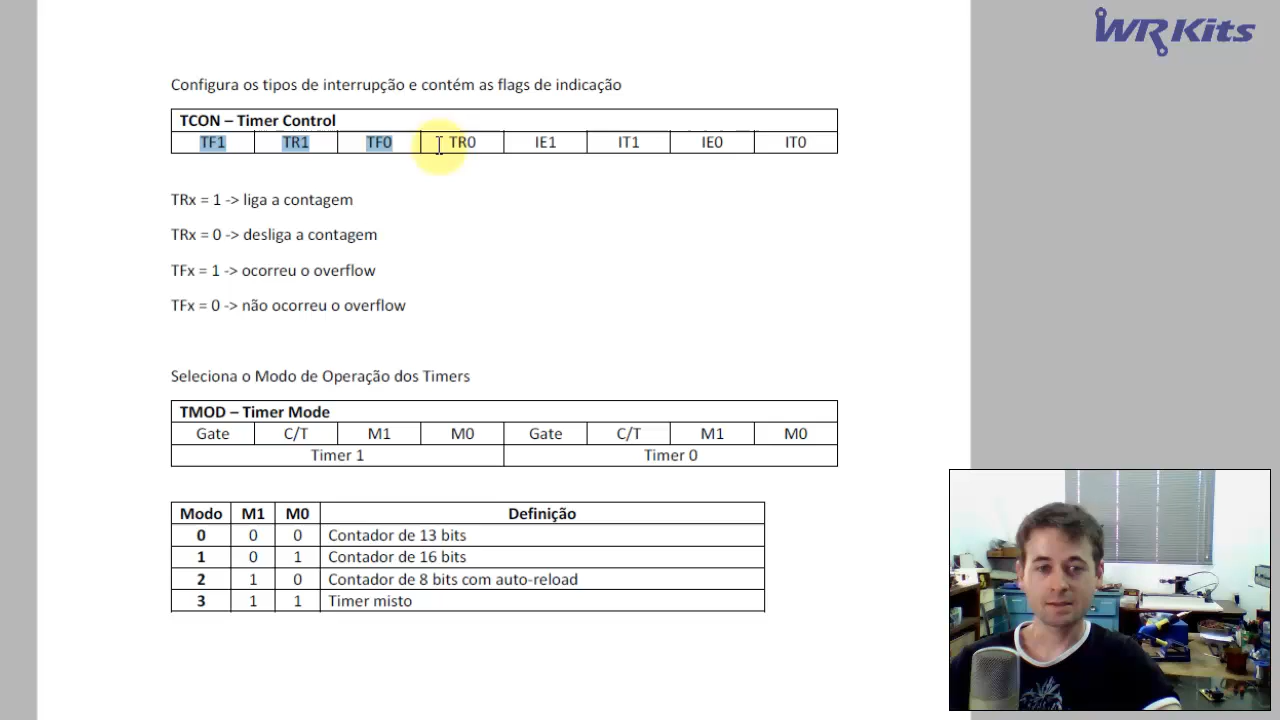 WR Kits
Configura os tipos de interrupção e contém as flags de indicação
TCON – Timer Control
TF1 TR1 TF0 TR0 IE1 IT1 IE0 IT0
TRx = 1 -> liga a contagem
TRx = 0 -> desliga a contagem
TFx = 1 -> ocorreu o overflow
TFx = 0 -> não ocorreu o overflow
Seleciona o Modo de Operação dos Timers
TMOD – Timer Mode
Gate C/T M1 M0 Gate C/T M1 M0
Timer 1 Timer 0
Modo M1 M0 Definição
0 0 0 Contador de 13 bits
1 0 1 Contador de 16 bits
2 1 0 Contador de 8 bits com auto-reload
3 1 1 Timer misto